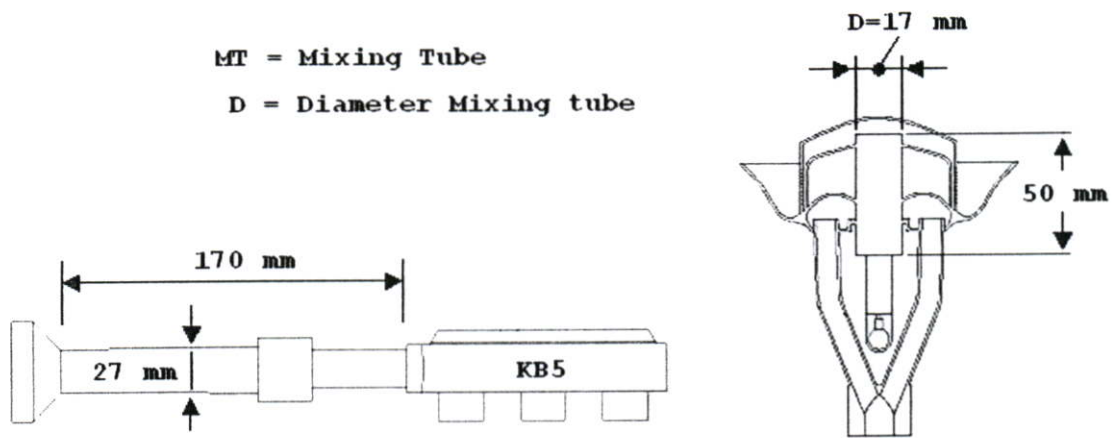 D=17 mm
MT = Mixing Tube
D = Diameter Mixing tube
50 mm
170 mm
27 mm
KB5